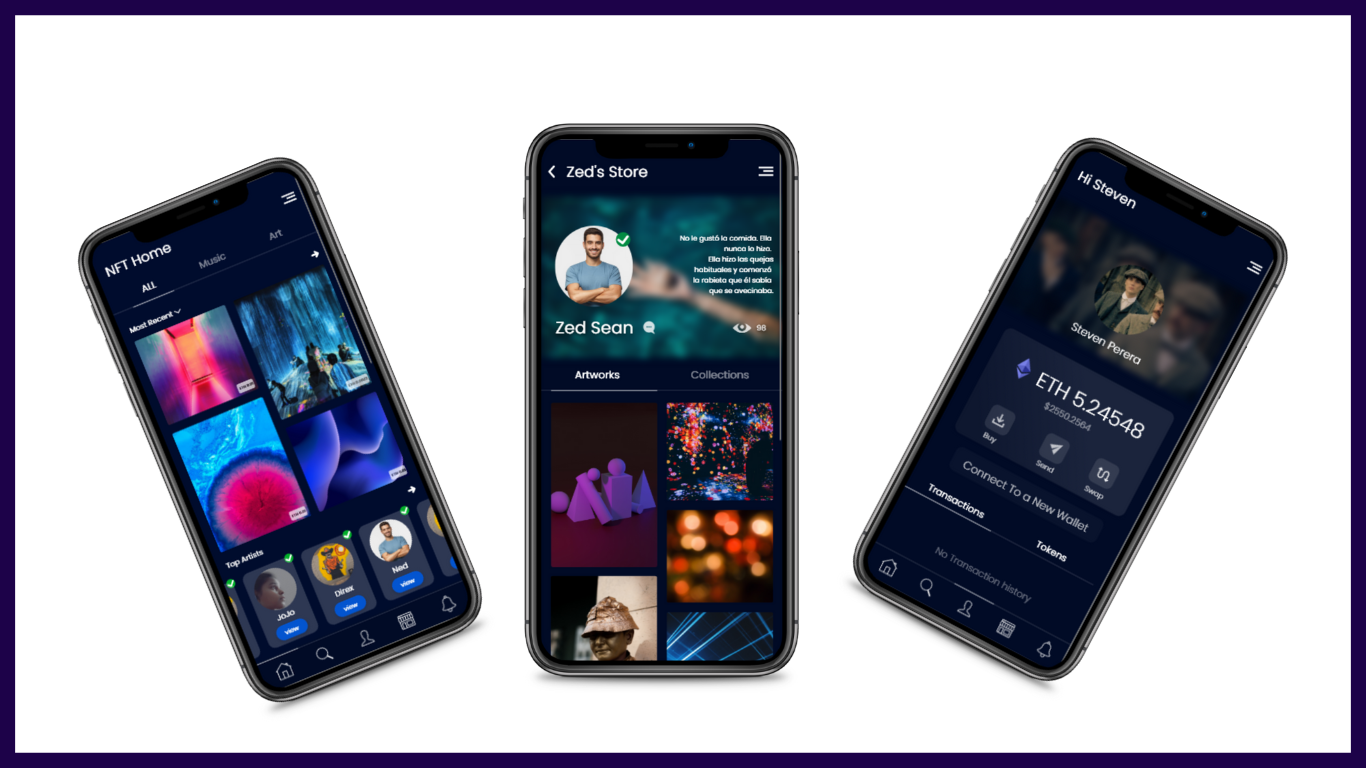 NFT Home
ALL
Music
Art
Most Recent
Top Artists
JoJo
view
Direx
view
Ned
view
Zed's Store
No le gustó la comida. Ella
nunca lo hizo.
Ella hizo las quejas
habituales y comenzó
la rabieta que él sabía
que se avecinaba.
Zed Sean
98
Artworks
Collections
Hi Steven
Steven Perera
ETH 5.24548
$2550.2564
Buy
Send
Swap
Connect To a New Wallet
Transactions
Tokens
No Transaction history